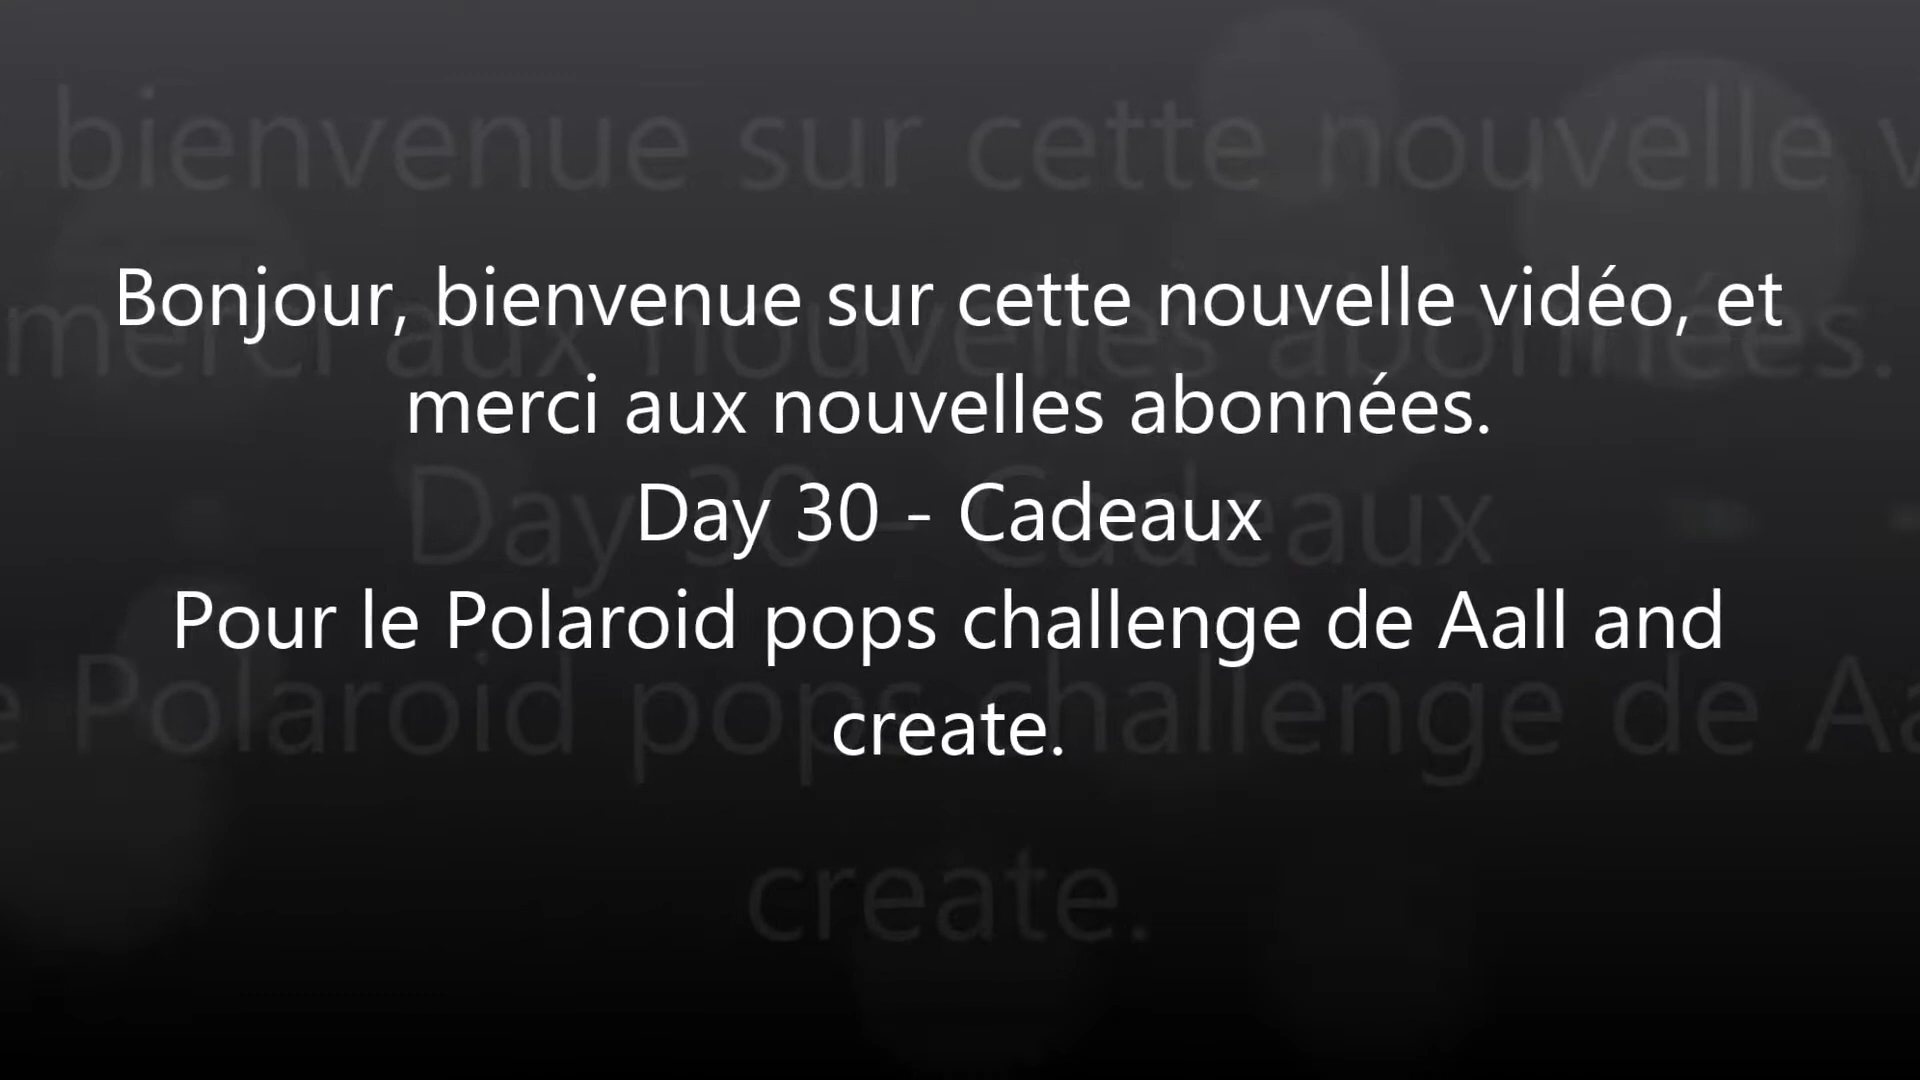 Bonjour, bienvenue sur cette nouvelle vidéo, et
merci aux nouvelles abonnées.
Day 30 - Cadeaux
Pour le Polaroid pops challenge de Aall and
create.